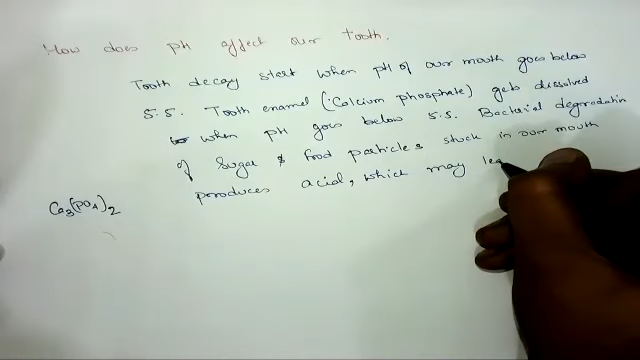 How does pH affect our tooth.
Tooth decay start when pH of our mouth goes below
5.5. Tooth enamel (Calcium phosphate) gets dissolved
when pH goes below 5.5. Bacterial degradation
of sugar & food particles stuck in our mouth
produces acid, which may lea
Ca3(PO4)2